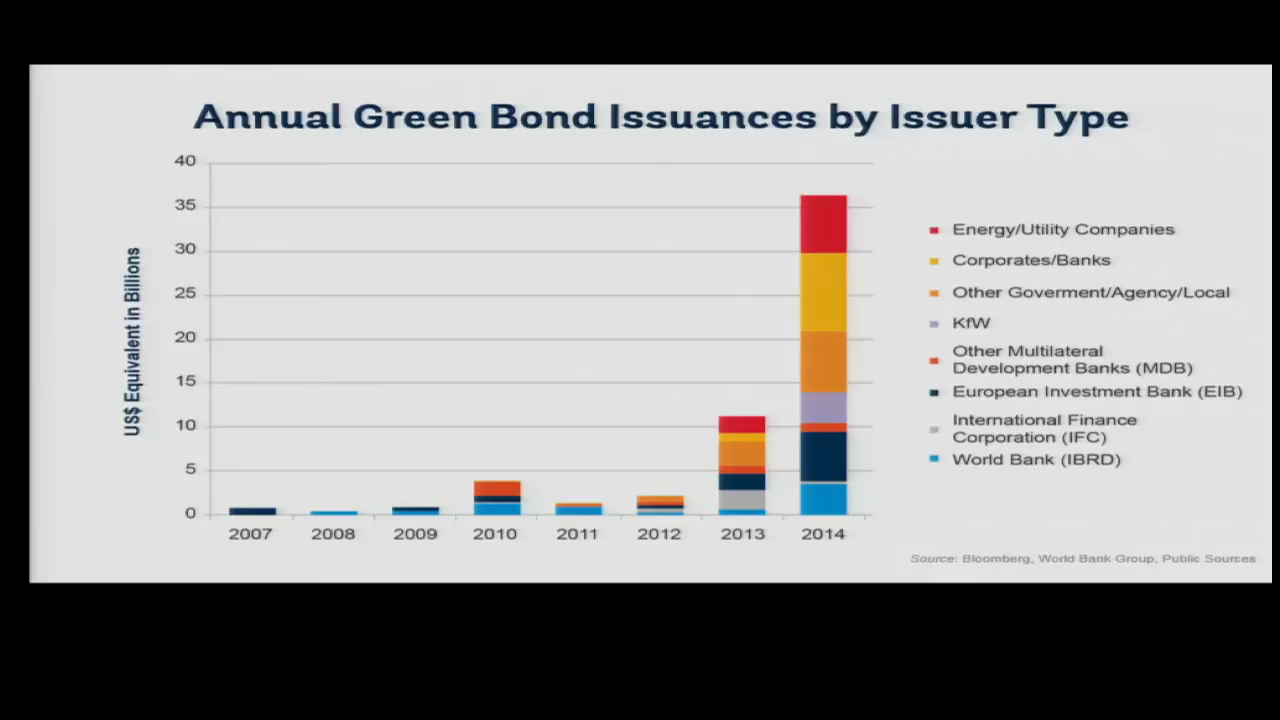 Annual Green Bond Issuances by Issuer Type
US$ Equivalent in Billions
40
35
30
25
20
15
10
5
0
2007 2008 2009 2010 2011 2012 2013 2014
Energy/Utility Companies
Corporates/Banks
Other Goverment/Agency/Local
KfW
Other Multilateral
Development Banks (MDB)
European Investment Bank (EIB)
International Finance
Corporation (IFC)
World Bank (IBRD)
Source: Bloomberg, World Bank Group, Public Sources